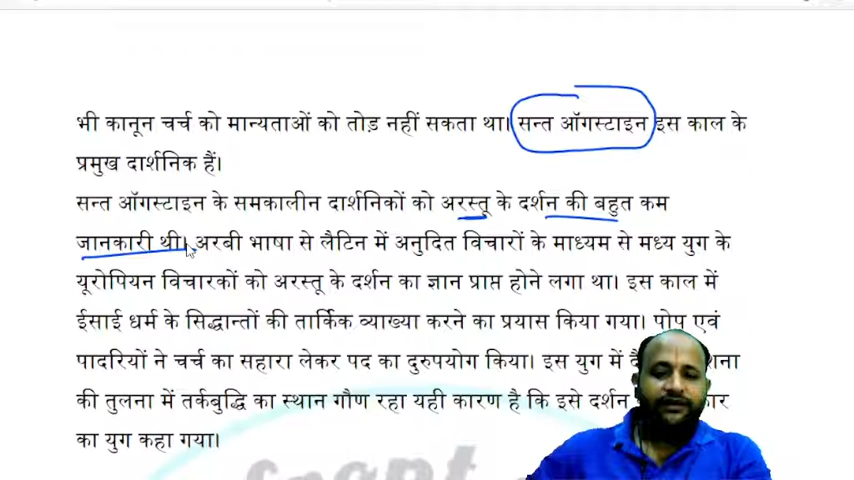 भी कानून चर्च को मान्यताओं को तोड़ नहीं सकता था। सन्त ऑगस्टाइन इस काल के
प्रमुख दार्शनिक हैं।
सन्त ऑगस्टाइन के समकालीन दार्शनिकों को अरस्तू के दर्शन की बहुत कम
जानकारी थी। अरबी भाषा से लैटिन में अनुदित विचारों के माध्यम से मध्य युग के
यूरोपियन विचारकों को अरस्तू के दर्शन का ज्ञान प्राप्त होने लगा था। इस काल में
ईसाई धर्म के सिद्धान्तों की तार्किक व्याख्या करने का प्रयास किया गया। पोप एवं
पादरियों ने चर्च का सहारा लेकर पद का दुरुपयोग किया। इस युग में
की तुलना में तर्कबुद्धि का स्थान गौण रहा यही कारण है कि इसे दर्शन
का युग कहा गया।